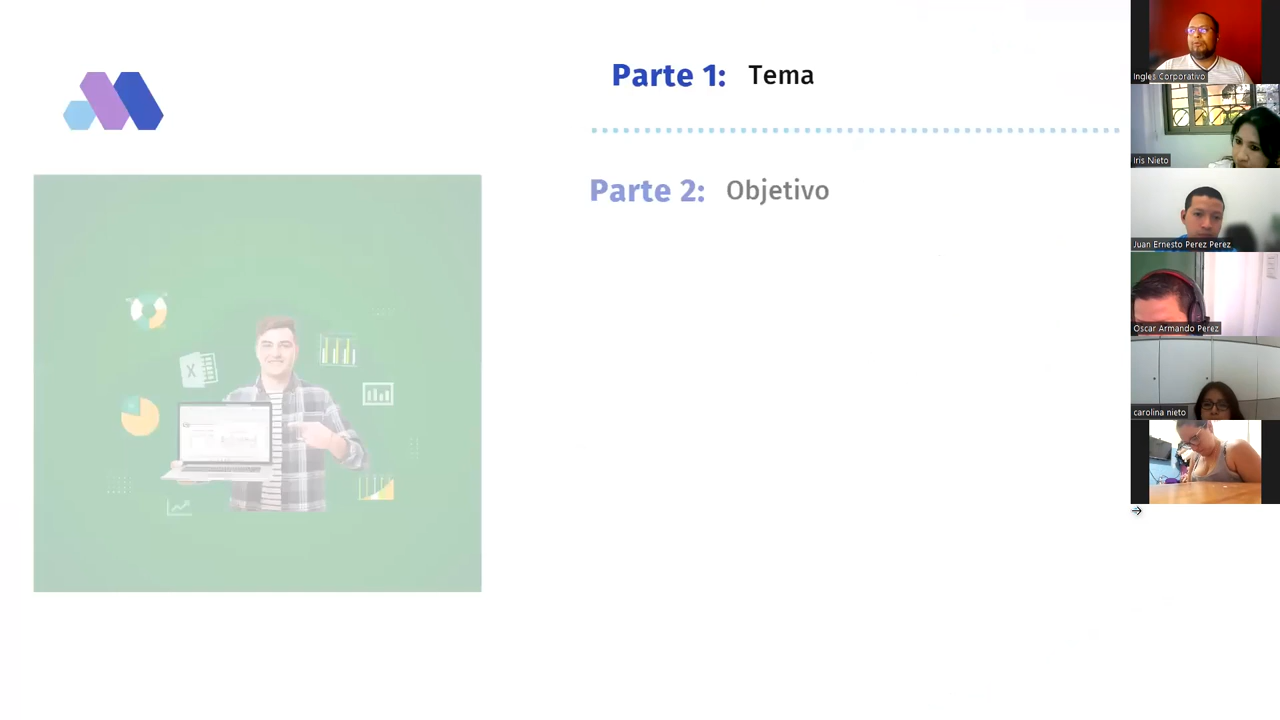 Parte 1: Tema
Parte 2: Objetivo
X
Ingles Corporativo
Iris Nieto
Juan Ernesto Perez Perez
Oscar Armando Perez
carolina nieto